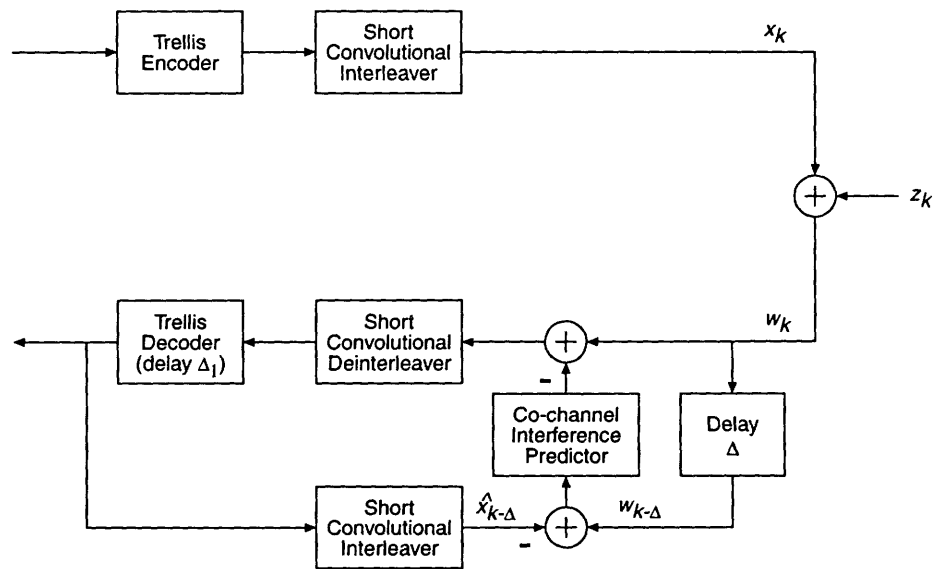 Trellis
Encoder
Short
Convolutional
Interleaver
x_k
+
z_k
w_k
Trellis
Decoder
(delay Δ₁)
Short
Convolutional
Deinterleaver
+
-
Co-channel
Interference
Predictor
Delay
Δ
Short
Convolutional
Interleaver
x̂_{k-Δ}
-
+
w_{k-Δ}